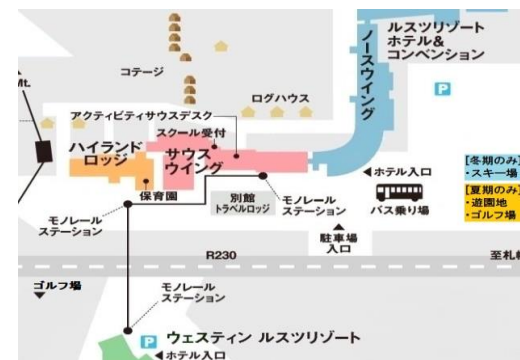 ルスツリゾート
ホテル&
コンベンション
ノースウイング
コテージ
P
Mt.
ログハウス
アクティビティサウスデスク
スクール受付
ハイランド
ロッジ
サウス
ウイング
[冬期のみ]
・スキー場
[夏期のみ]
・遊園地
・ゴルフ場
ホテル入口
保育園
別館
トラベルロッジ
モノレール
ステーション
バス乗り場
モノレール
ステーション
駐車場
入口
R230
至札幌
ゴルフ場
モノレール
ステーション
P
ウェスティン ルスツリゾート
ホテル入口